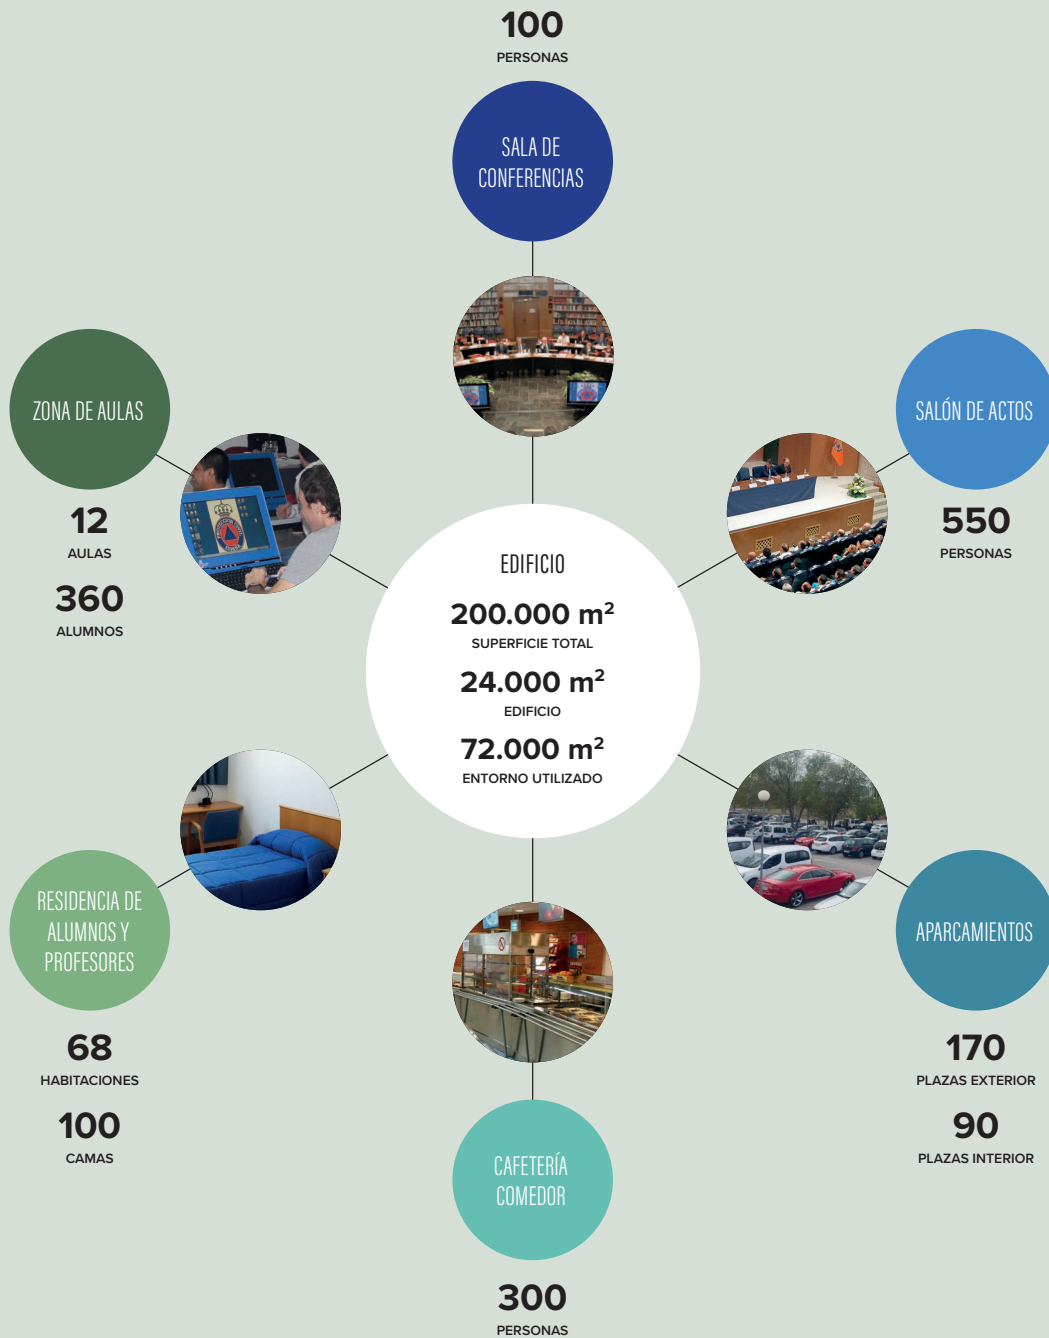 100
PERSONAS
SALA DE
CONFERENCIAS
ZONA DE AULAS
12
AULAS
360
ALUMNOS
SALÓN DE ACTOS
550
PERSONAS
EDIFICIO
200.000 m²
SUPERFICIE TOTAL
24.000 m²
EDIFICIO
72.000 m²
ENTORNO UTILIZADO
RESIDENCIA DE
ALUMNOS Y
PROFESORES
68
HABITACIONES
100
CAMAS
APARCAMIENTOS
170
PLAZAS EXTERIOR
90
PLAZAS INTERIOR
CAFETERÍA
COMEDOR
300
PERSONAS